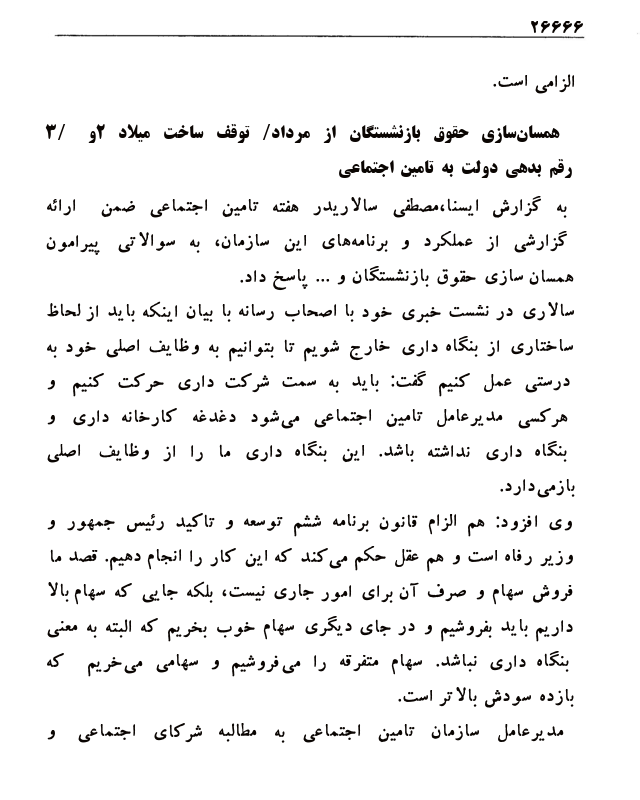 ۲۶۶۶۶
الزامی است.
همسان‌سازی حقوق بازنشستگان از مرداد/ توقف ساخت میلاد ۲و ۳/
رقم بدهی دولت به تامین اجتماعی
به گزارش ایسنا،مصطفی سالاریدر هفته تامین اجتماعی ضمن ارائه
گزارشی از عملکرد و برنامه‌های این سازمان، به سوالاتی پیرامون
همسان سازی حقوق بازنشستگان و ... پاسخ داد.
سالاری در نشست خبری خود با اصحاب رسانه با بیان اینکه باید از لحاظ
ساختاری از بنگاه داری خارج شویم تا بتوانیم به وظایف اصلی خود به
درستی عمل کنیم گفت: باید به سمت شرکت داری حرکت کنیم و
هرکسی مدیرعامل تامین اجتماعی می‌شود دغدغه کارخانه داری و
بنگاه داری نداشته باشد. این بنگاه داری ما را از وظایف اصلی
بازمی‌دارد.
وی افزود: هم الزام قانون برنامه ششم توسعه و تاکید رئیس جمهور و
وزیر رفاه است و هم عقل حکم می‌کند که این کار را انجام دهیم. قصد ما
فروش سهام و صرف آن برای امور جاری نیست، بلکه جایی که سهام بالا
داریم باید بفروشیم و در جای دیگری سهام خوب بخریم که البته به معنی
بنگاه داری نباشد. سهام متفرقه را می‌فروشیم و سهامی می‌خریم که
بازده سودش بالاتر است.
مدیرعامل سازمان تامین اجتماعی به مطالبه شرکای اجتماعی و